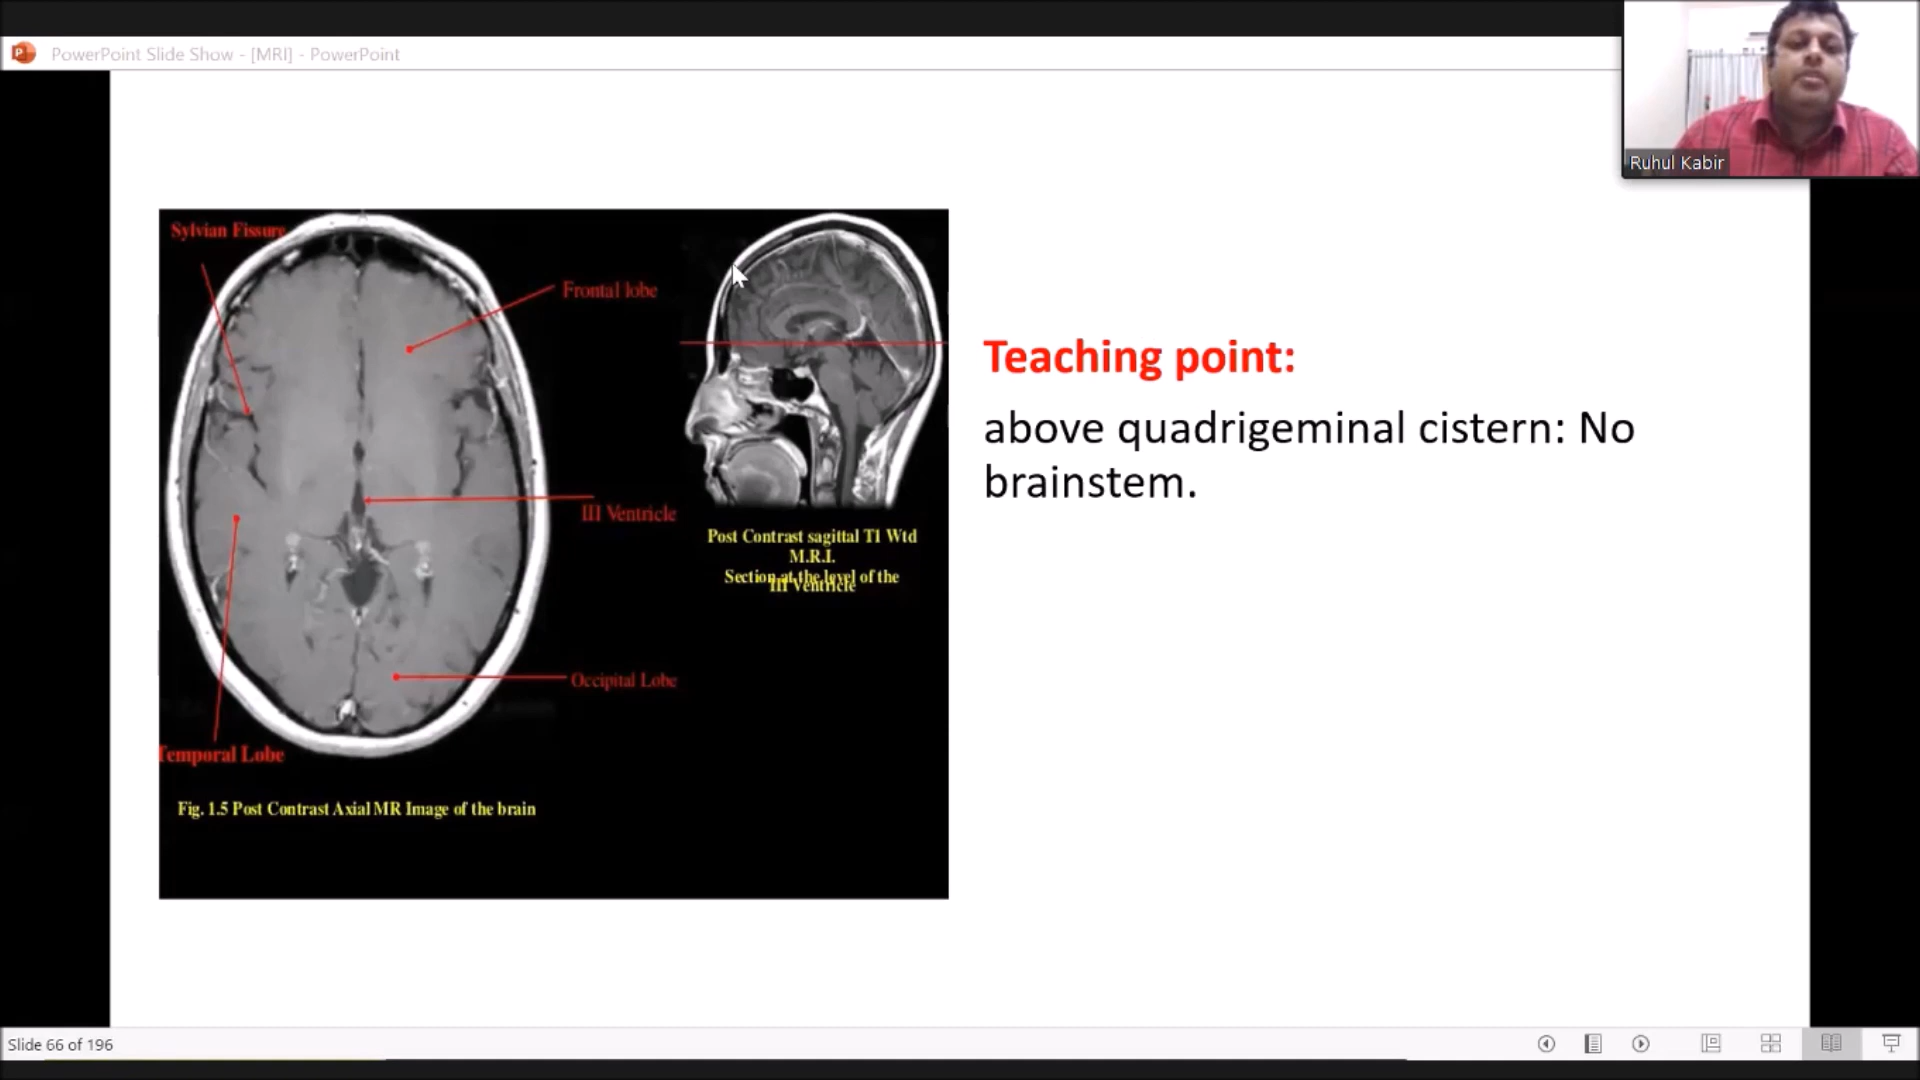 PowerPoint Slide Show - [MRI] - PowerPoint
Ruhul Kabir
Sylvian Fissure
Frontal lobe
III Ventricle
Occipital Lobe
Temporal Lobe
Fig. 1.5 Post Contrast Axial MR Image of the brain
Post Contrast sagittal T1 Wtd
M.R.I.
Section at the level of the
III Ventricle
Teaching point:
above quadrigeminal cistern: No
brainstem.
Slide 66 of 196